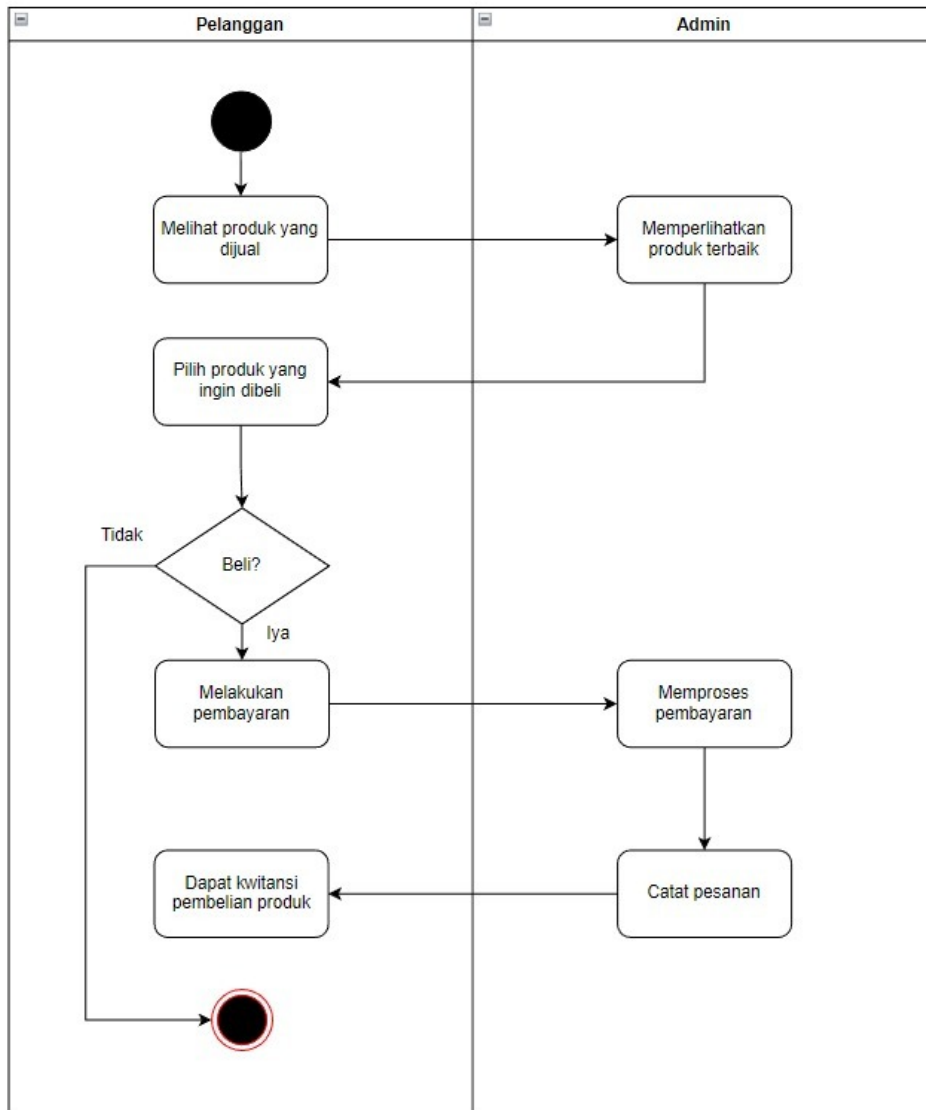 Pelanggan
Admin
Melihat produk yang
dijual
Memperlihatkan
produk terbaik
Pilih produk yang
ingin dibeli
Tidak
Beli?
Iya
Melakukan
pembayaran
Memproses
pembayaran
Dapat kwitansi
pembelian produk
Catat pesanan